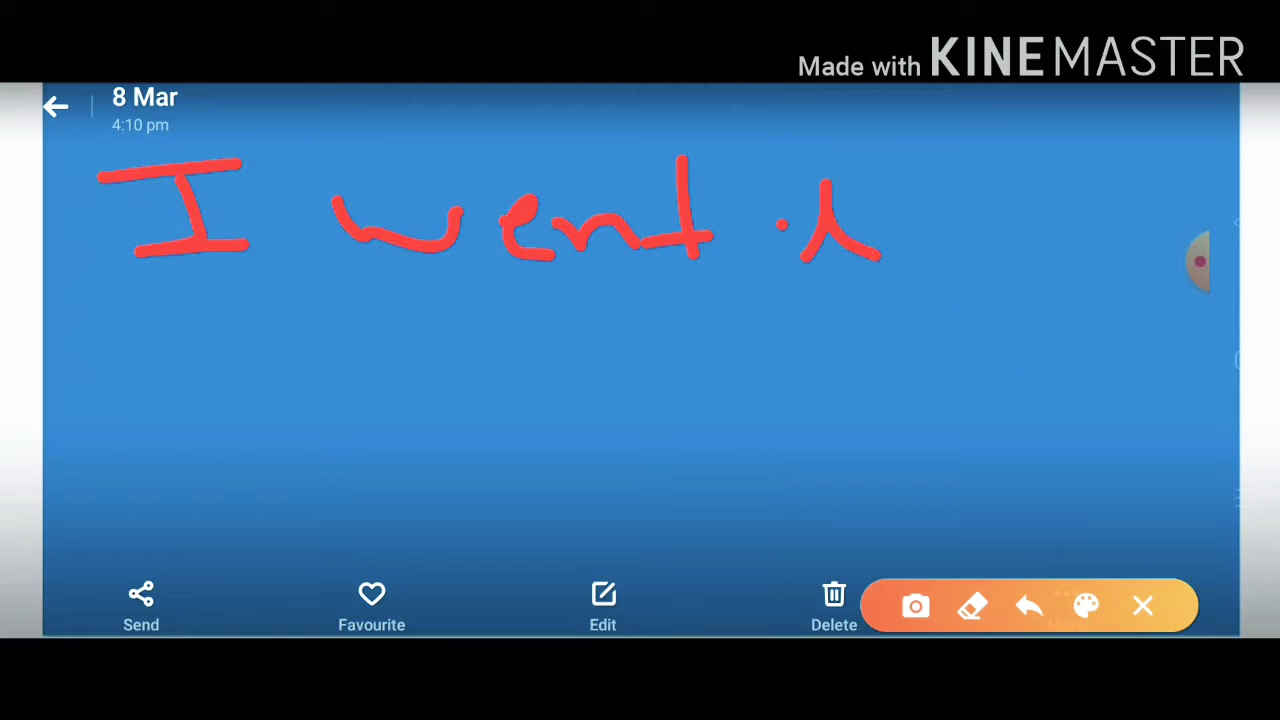 Made with KINEMASTER
8 Mar
4:10 pm
I went
Send
Favourite
Edit
Delete